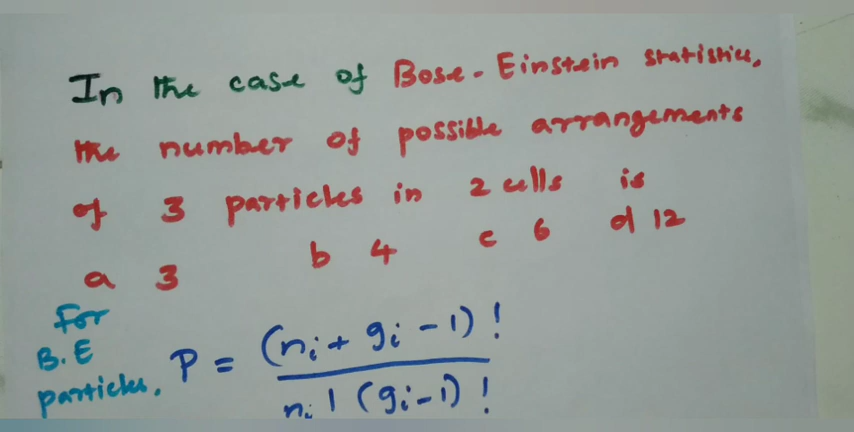 In the case of Bose-Einstein statistics,
the number of possible arrangements
of 3 particles in 2 cells is
a 3 b 4 c 6 d 12
For
B.E
particles, P = (ni + gi - 1)! / ni! (gi - 1)!